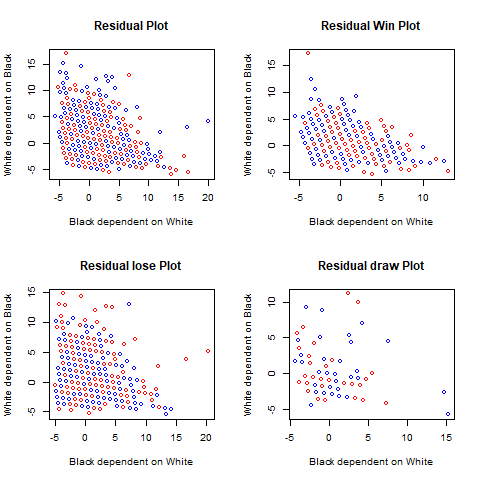 Residual Plot
White dependent on Black
15
10
5
0
-5
-5 0 5 10 15 20
Black dependent on White
Residual Win Plot
White dependent on Black
15
10
5
0
-5
-5 0 5 10
Black dependent on White
Residual lose Plot
White dependent on Black
15
10
5
0
-5
-5 0 5 10 15 20
Black dependent on White
Residual draw Plot
White dependent on Black
10
5
0
-5
-5 0 5 10 15
Black dependent on White